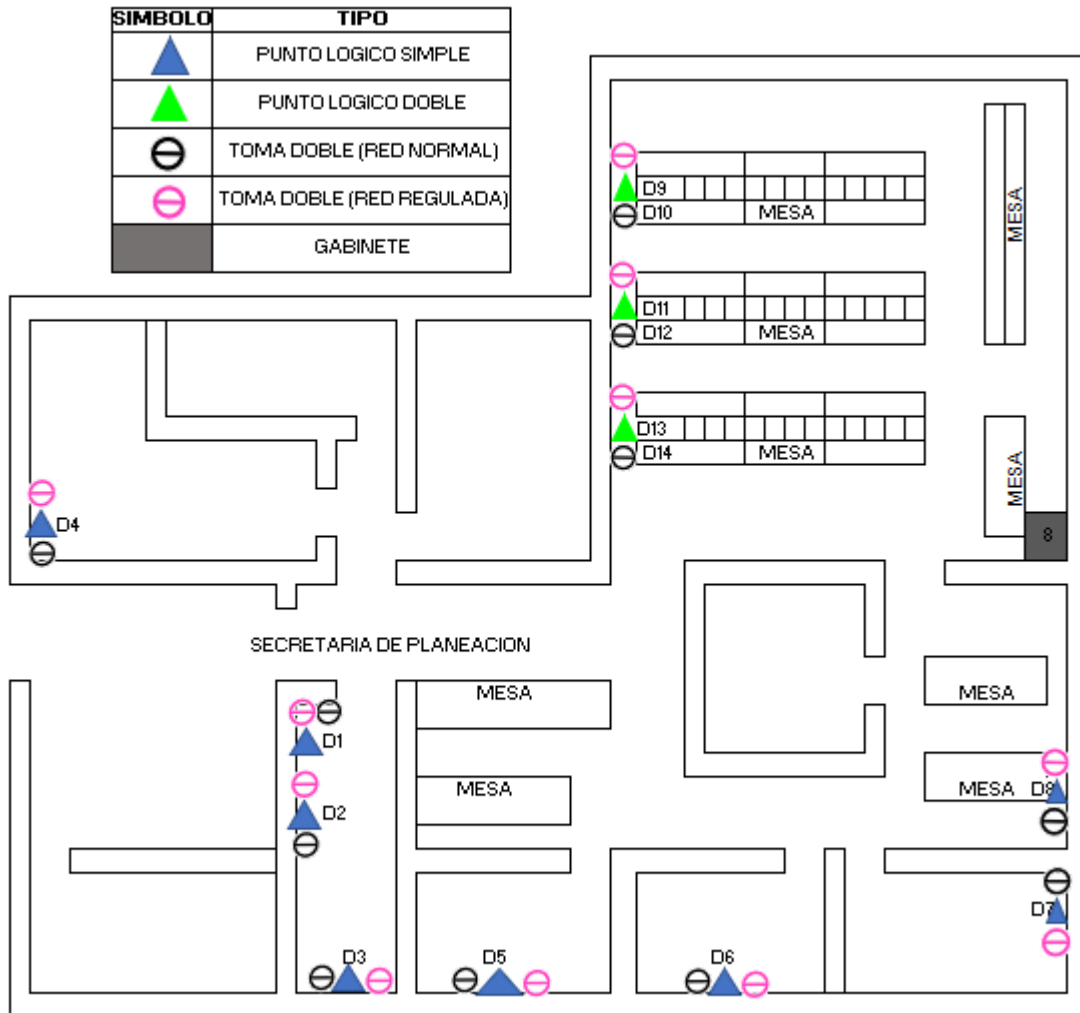 SIMBOLO TIPO
PUNTO LOGICO SIMPLE
PUNTO LOGICO DOBLE
TOMA DOBLE (RED NORMAL)
TOMA DOBLE (RED REGULADA)
GABINETE
D9
D10 MESA
MESA
D11
D12 MESA
D13
D14 MESA
MESA
8
D4
SECRETARIA DE PLANEACION
MESA
MESA
D1
MESA
MESA D8
D2
D7
D3
D5
D6